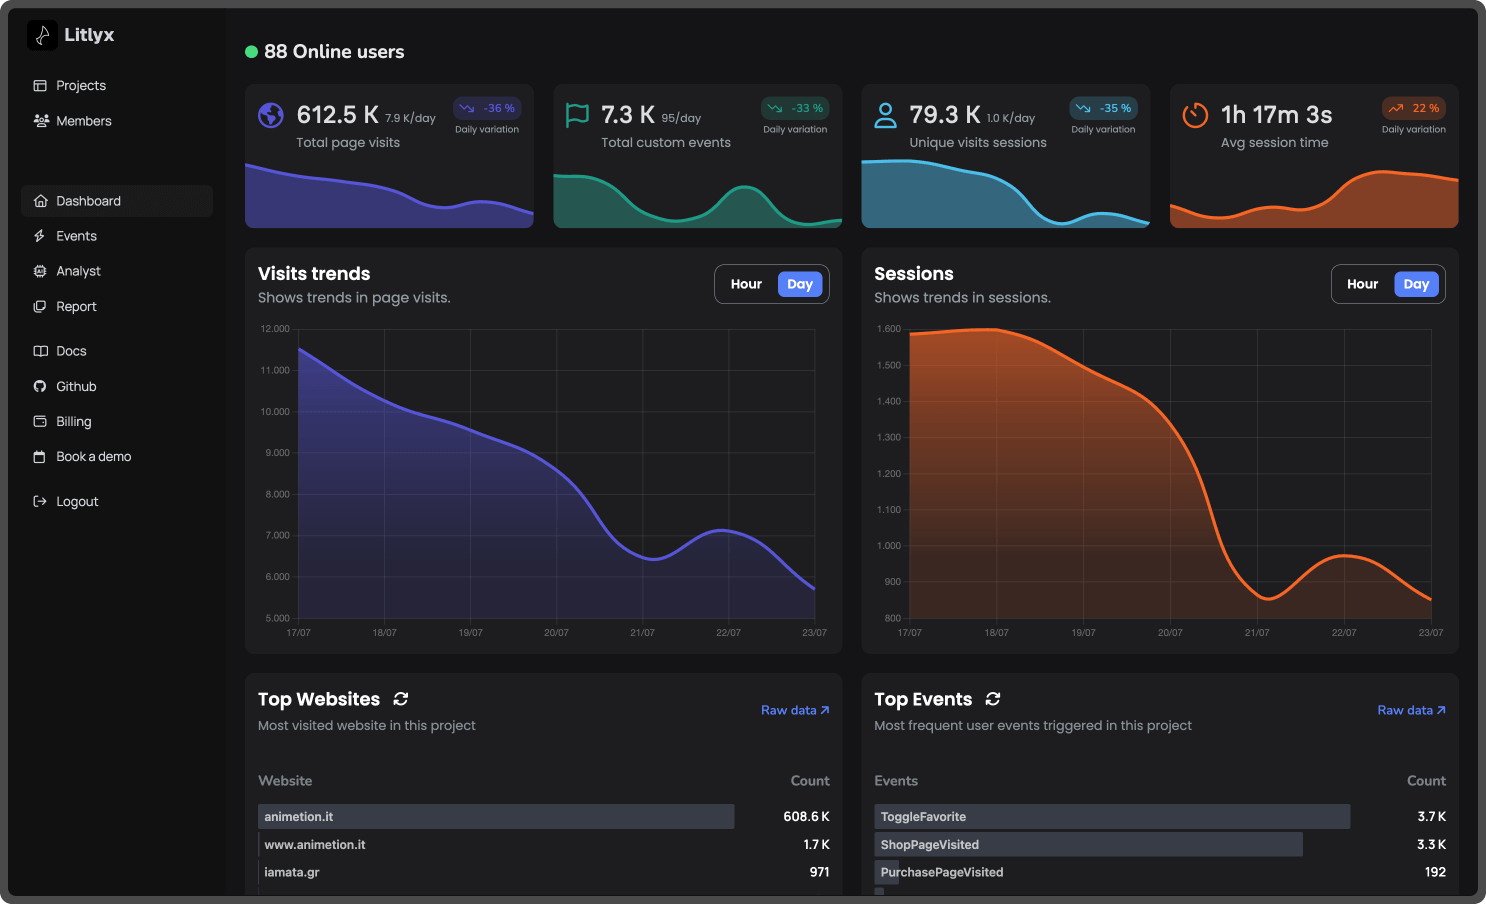 Litlyx
Projects
Members
Dashboard
Events
Analyst
Report
Docs
Github
Billing
Book a demo
Logout
88 Online users
612.5 K 7.9 K/day
Total page visits
-36 %
Daily variation
7.3 K 95/day
Total custom events
-33 %
Daily variation
79.3 K 1.0 K/day
Unique visits sessions
-35 %
Daily variation
1h 17m 3s
Avg session time
22 %
Daily variation
Visits trends
Shows trends in page visits.
Hour Day
12.000
11.000
10.000
9.000
8.000
7.000
6.000
5.000
17/07 18/07 19/07 20/07 21/07 22/07 23/07
Sessions
Shows trends in sessions.
Hour Day
1.600
1.500
1.400
1.300
1.200
1.100
1.000
900
800
17/07 18/07 19/07 20/07 21/07 22/07 23/07
Top Websites
Most visited website in this project
Raw data
Website Count
animetion.it 608.6 K
www.animetion.it 1.7 K
iamata.gr 971
Top Events
Most frequent user events triggered in this project
Raw data
Events Count
ToggleFavorite 3.7 K
ShopPageVisited 3.3 K
PurchasePageVisited 192